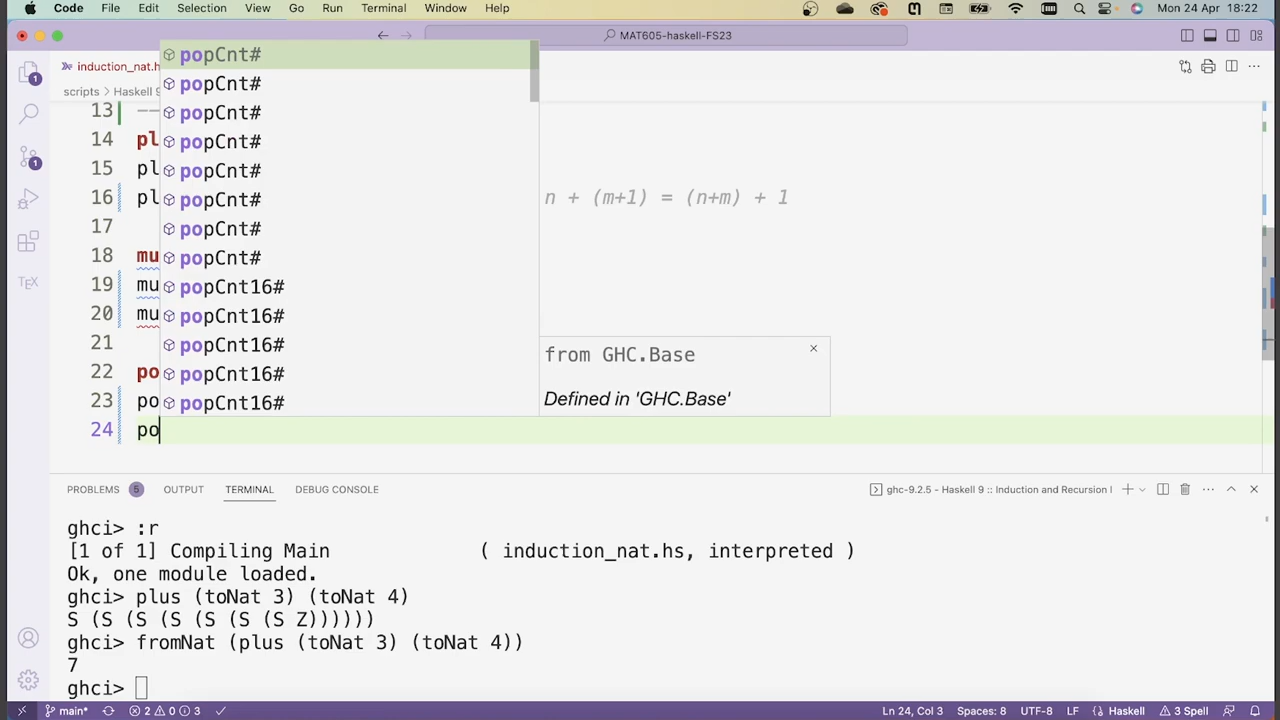 Code File Edit Selection View Go Run Terminal Window Help Mon 24 Apr 18:22
MAT605-haskell-FS23
induction_nat.h
scripts Haskell 9
popCnt#
popCnt#
popCnt#
popCnt#
popCnt#
popCnt#
popCnt#
popCnt#
popCnt16#
popCnt16#
popCnt16#
popCnt16#
popCnt16#
13 --
14 pl
15 pl
16 pl n + (m+1) = (n+m) + 1
17
18 mu
19 mu
20 mu
21
22 po
23 po
24 po
from GHC.Base
Defined in 'GHC.Base'
1
1
TEX
PROBLEMS 5 OUTPUT TERMINAL DEBUG CONSOLE ghc-9.2.5 - Haskell 9 :: Induction and Recursion I
ghci> :r
[1 of 1] Compiling Main ( induction_nat.hs, interpreted )
Ok, one module loaded.
ghci> plus (toNat 3) (toNat 4)
S (S (S (S (S (S (S Z))))))
ghci> fromNat (plus (toNat 3) (toNat 4))
7
ghci>
main* 2 0 3 Ln 24, Col 3 Spaces: 8 UTF-8 LF Haskell 3 Spell